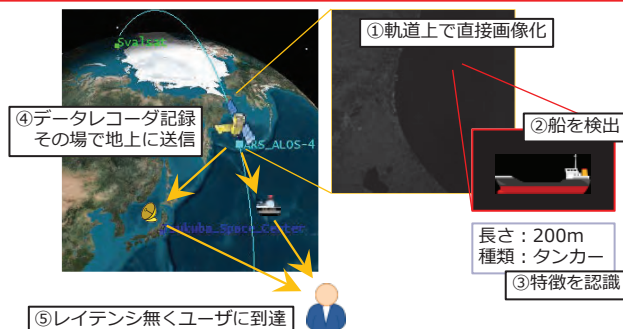 Svalsat
①軌道上で直接画像化
④データレコーダ記録
その場で地上に送信
②船を検出
ARS_ALOS-4
ukuba_Space_Center
長さ：200m
種類：タンカー
③特徴を認識
⑤レイテンシ無くユーザに到達